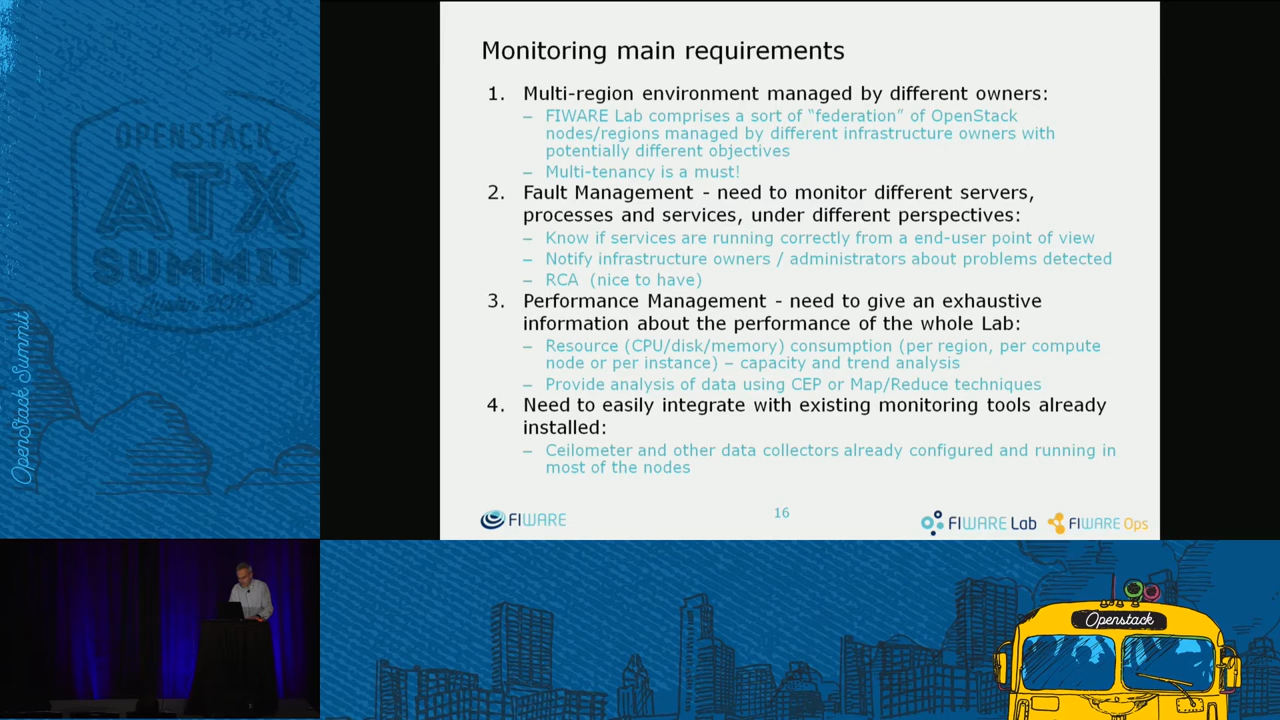 Monitoring main requirements
1. Multi-region environment managed by different owners:
– FIWARE Lab comprises a sort of “federation” of OpenStack
nodes/regions managed by different infrastructure owners with
potentially different objectives
– Multi-tenancy is a must!
2. Fault Management - need to monitor different servers,
processes and services, under different perspectives:
– Know if services are running correctly from a end-user point of view
– Notify infrastructure owners / administrators about problems detected
– RCA (nice to have)
3. Performance Management - need to give an exhaustive
information about the performance of the whole Lab:
– Resource (CPU/disk/memory) consumption (per region, per compute
node or per instance) – capacity and trend analysis
– Provide analysis of data using CEP or Map/Reduce techniques
4. Need to easily integrate with existing monitoring tools already
installed:
– Ceilometer and other data collectors already configured and running in
most of the nodes
FIWARE
16
FIWARE Lab
FIWARE Ops
OPENSTACK
ATX
SUMMIT
OpenStack Summit
Openstack